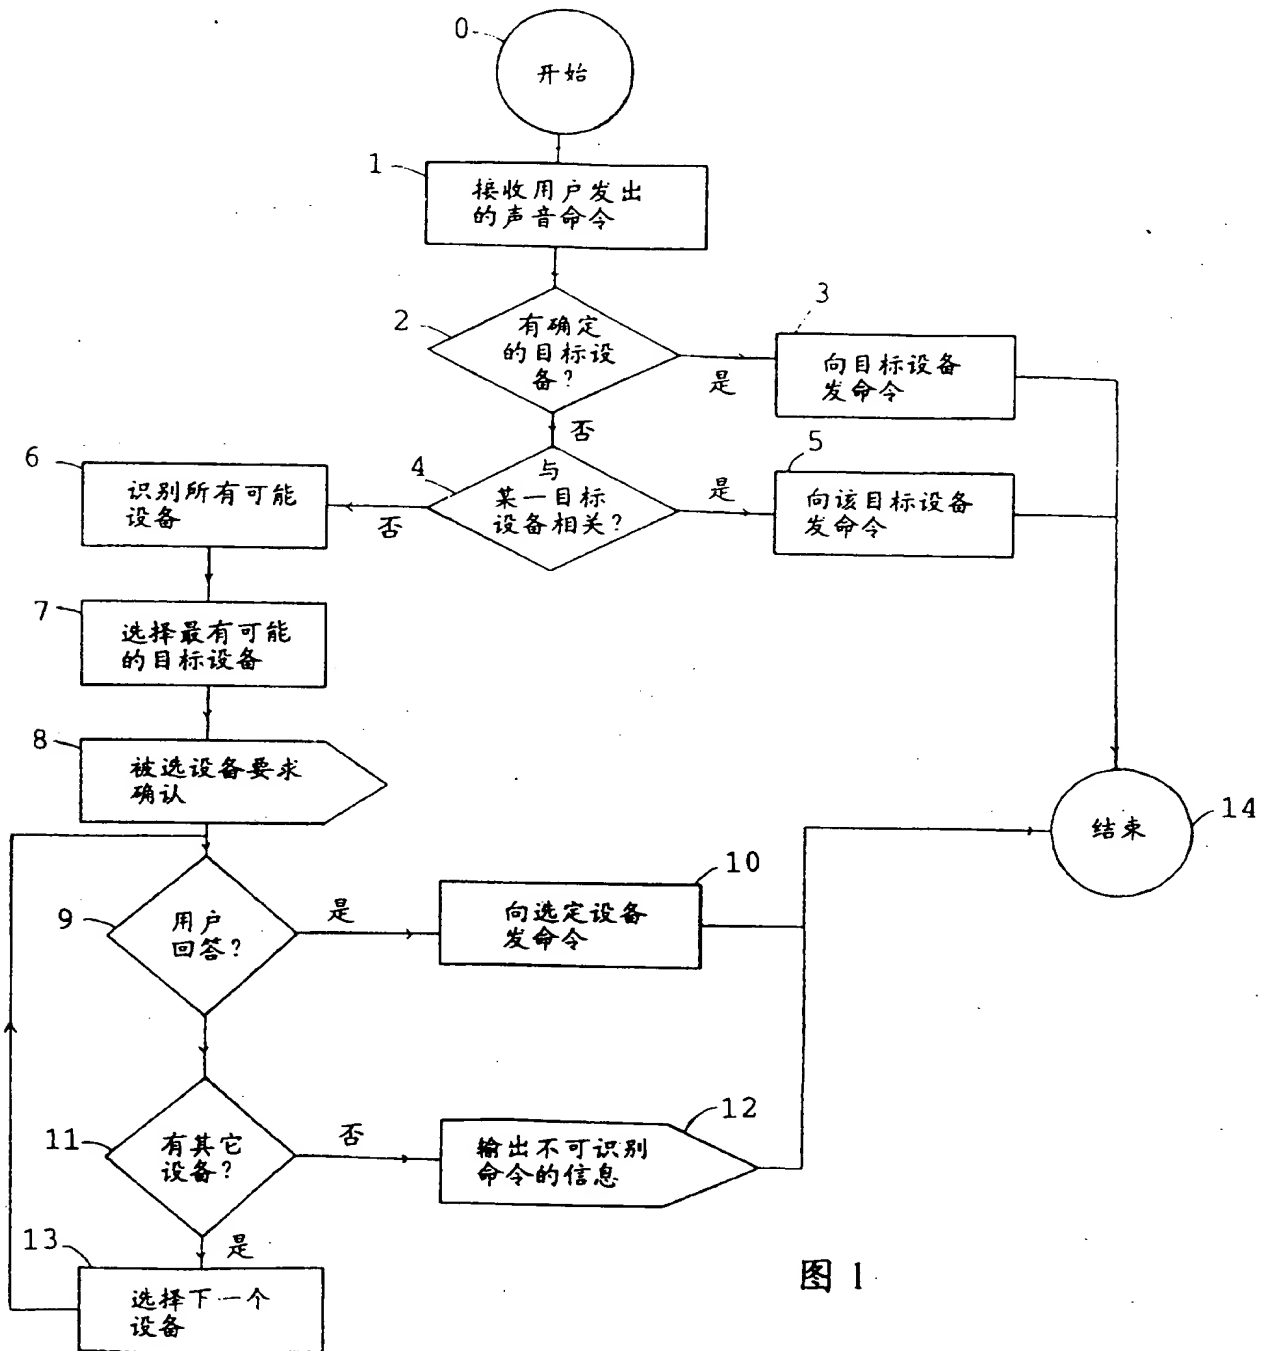 0
开始
1
接收用户发出
的声音命令
2
有确定
的目标设
备?
是
3
向目标设备
发命令
否
4
与
某一目标
设备相关?
是
5
向该目标设备
发命令
否
6
识别所有可能
设备
7
选择最有可能
的目标设备
8
被选设备要求
确认
9
用户
回答?
是
10
向选定设备
发命令
结束
14
11
有其它
设备?
否
12
输出不可识别
命令的信息
是
13
选择下一个
设备
图 1